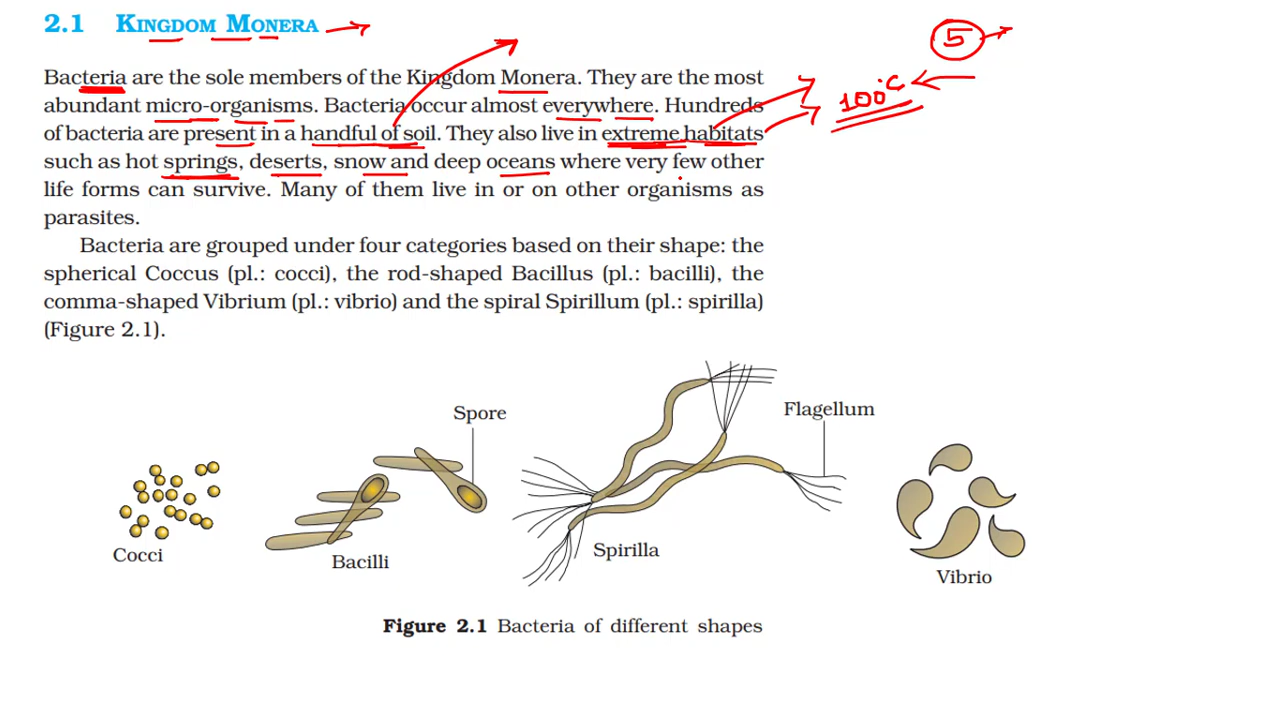 2.1 KINGDOM MONERA
5
Bacteria are the sole members of the Kingdom Monera. They are the most
100°C
abundant micro-organisms. Bacteria occur almost everywhere. Hundreds
of bacteria are present in a handful of soil. They also live in extreme habitats
such as hot springs, deserts, snow and deep oceans where very few other
life forms can survive. Many of them live in or on other organisms as
parasites.
Bacteria are grouped under four categories based on their shape: the
spherical Coccus (pl.: cocci), the rod-shaped Bacillus (pl.: bacilli), the
comma-shaped Vibrium (pl.: vibrio) and the spiral Spirillum (pl.: spirilla)
(Figure 2.1).
Spore
Flagellum
Cocci
Bacilli
Spirilla
Vibrio
Figure 2.1 Bacteria of different shapes